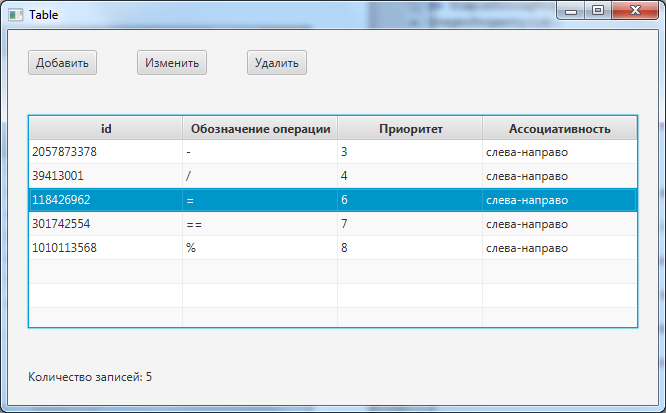 Table
Добавить Изменить Удалить
id Обозначение операции Приоритет Ассоциативность
2057873378 - 3 слева-направо
39413001 / 4 слева-направо
118426962 = 6 слева-направо
301742554 == 7 слева-направо
1010113568 % 8 слева-направо
Количество записей: 5